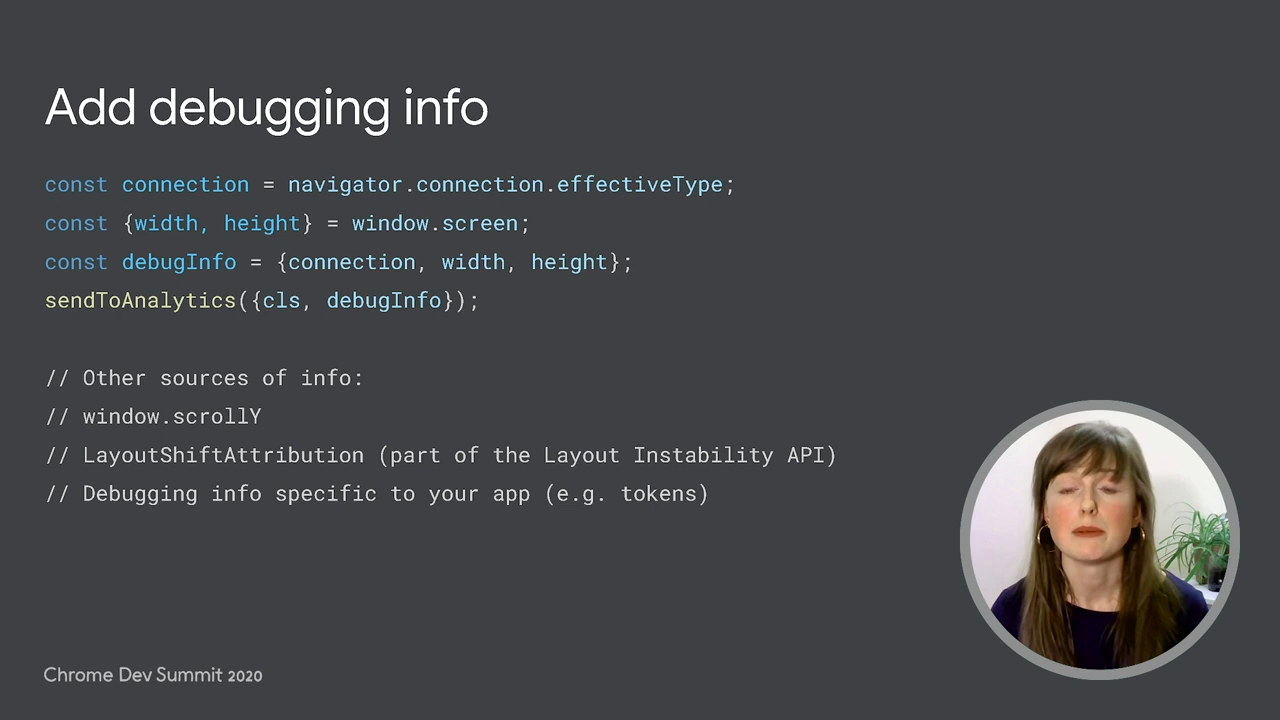 Add debugging info
const connection = navigator.connection.effectiveType;
const {width, height} = window.screen;
const debugInfo = {connection, width, height};
sendToAnalytics({cls, debugInfo});
// Other sources of info:
// window.scrollY
// LayoutShiftAttribution (part of the Layout Instability API)
// Debugging info specific to your app (e.g. tokens)
Chrome Dev Summit 2020